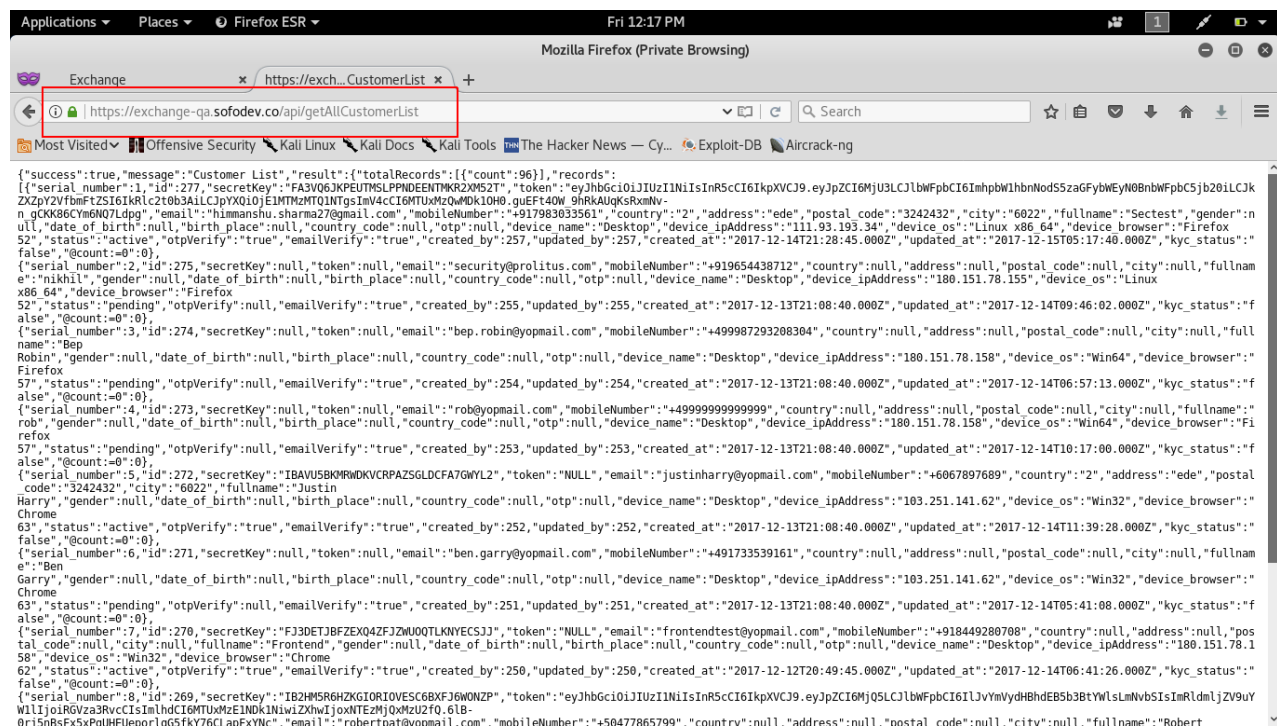 Applications Places Firefox ESR Fri 12:17 PM 1
Mozilla Firefox (Private Browsing)
Exchange × https://exch...CustomerList × +
https://exchange-qa.sofodev.co/api/getAllCustomerList Search
Most Visited Offensive Security Kali Linux Kali Docs Kali Tools THN The Hacker News — Cy... Exploit-DB Aircrack-ng
{"success":true,"message":"Customer List","result":{"totalRecords":[{"count":96}],"records":
[{"serial_number":1,"id":277,"secretKey":"FA3VQ6JKPEUTMSLPPNDEENTMKR2XM52T","token":"eyJhbGciOiJIUzI1NiIsInR5cCI6IkpXVCJ9.eyJpZCI6MjU3LCJlbWFpbCI6ImhpbW1hbnNodS5zaGFybWEyN0BnbWFpbC5jb20iLCJk
ZXZpY2VfbmFtZSI6IkRlc2t0b3AiLCJpYXQiOjE1MTMzMTQ1NTgsImV4cCI6MTUxMzQwMDk1OH0.guEFt4OW_9hRkAUqKsRxmNv-
n_gCKK86CYm6NQ7Ldpg","email":"himmanshu.sharma27@gmail.com","mobileNumber":"+917983033561","country":"2","address":"ede","postal_code":"3242432","city":"6022","fullname":"Sectest","gender":n
ull,"date_of_birth":null,"birth_place":null,"country_code":null,"otp":null,"device_name":"Desktop","device_ipAddress":"111.93.193.34","device_os":"Linux x86_64","device_browser":"Firefox
52","status":"active","otpVerify":"true","emailVerify":"true","created_by":257,"updated_by":257,"created_at":"2017-12-14T21:28:45.000Z","updated_at":"2017-12-15T05:17:40.000Z","kyc_status":"
false","@count:=0":0},
{"serial_number":2,"id":275,"secretKey":null,"token":null,"email":"security@prolitus.com","mobileNumber":"+919654438712","country":null,"address":null,"postal_code":null,"city":null,"fullnam
e":"nikhil","gender":null,"date_of_birth":null,"birth_place":null,"country_code":null,"otp":null,"device_name":"Desktop","device_ipAddress":"180.151.78.155","device_os":"Linux
x86_64","device_browser":"Firefox
52","status":"pending","otpVerify":null,"emailVerify":"true","created_by":255,"updated_by":255,"created_at":"2017-12-13T21:08:40.000Z","updated_at":"2017-12-14T09:46:02.000Z","kyc_status":"f
alse","@count:=0":0},
{"serial_number":3,"id":274,"secretKey":null,"token":null,"email":"bep.robin@yopmail.com","mobileNumber":"+499987293208304","country":null,"address":null,"postal_code":null,"city":null,"full
name":"Bep
Robin","gender":null,"date_of_birth":null,"birth_place":null,"country_code":null,"otp":null,"device_name":"Desktop","device_ipAddress":"180.151.78.158","device_os":"Win64","device_browser":"
Firefox
57","status":"pending","otpVerify":null,"emailVerify":"true","created_by":254,"updated_by":254,"created_at":"2017-12-13T21:08:40.000Z","updated_at":"2017-12-14T06:57:13.000Z","kyc_status":"f
alse","@count:=0":0},
{"serial_number":4,"id":273,"secretKey":null,"token":null,"email":"rob@yopmail.com","mobileNumber":"+49999999999999","country":null,"address":null,"postal_code":null,"city":null,"fullname":"
rob","gender":null,"date_of_birth":null,"birth_place":null,"country_code":null,"otp":null,"device_name":"Desktop","device_ipAddress":"180.151.78.158","device_os":"Win64","device_browser":"Fi
refox
57","status":"pending","otpVerify":null,"emailVerify":"true","created_by":253,"updated_by":253,"created_at":"2017-12-13T21:08:40.000Z","updated_at":"2017-12-14T10:17:00.000Z","kyc_status":"f
alse","@count:=0":0},
{"serial_number":5,"id":272,"secretKey":"IBAVU5BKMRWDKVCRPAZSGLDCFA7GWYL2","token":"NULL","email":"justinharry@yopmail.com","mobileNumber":"+6067897689","country":"2","address":"ede","postal
_code":"3242432","city":"6022","fullname":"Justin
Harry","gender":null,"date_of_birth":null,"birth_place":null,"country_code":null,"otp":null,"device_name":"Desktop","device_ipAddress":"103.251.141.62","device_os":"Win32","device_browser":"
Chrome
63","status":"active","otpVerify":"true","emailVerify":"true","created_by":252,"updated_by":252,"created_at":"2017-12-13T21:08:40.000Z","updated_at":"2017-12-14T11:39:28.000Z","kyc_status":"
false","@count:=0":0},
{"serial_number":6,"id":271,"secretKey":null,"token":null,"email":"ben.garry@yopmail.com","mobileNumber":"+491733539161","country":null,"address":null,"postal_code":null,"city":null,"fullnam
e":"Ben
Garry","gender":null,"date_of_birth":null,"birth_place":null,"country_code":null,"otp":null,"device_name":"Desktop","device_ipAddress":"103.251.141.62","device_os":"Win32","device_browser":"
Chrome
63","status":"pending","otpVerify":null,"emailVerify":"true","created_by":251,"updated_by":251,"created_at":"2017-12-13T21:08:40.000Z","updated_at":"2017-12-14T05:41:08.000Z","kyc_status":"f
alse","@count:=0":0},
{"serial_number":7,"id":270,"secretKey":"FJ3DETJBFZEXQ4ZFJZWUOQTLKNYECSJJ","token":"NULL","email":"frontendtest@yopmail.com","mobileNumber":"+918449280708","country":null,"address":null,"pos
tal_code":null,"city":null,"fullname":"Frontend","gender":null,"date_of_birth":null,"birth_place":null,"country_code":null,"otp":null,"device_name":"Desktop","device_ipAddress":"180.151.78.1
58","device_os":"Win32","device_browser":"Chrome
62","status":"active","otpVerify":"true","emailVerify":"true","created_by":250,"updated_by":250,"created_at":"2017-12-12T20:49:45.000Z","updated_at":"2017-12-14T06:41:26.000Z","kyc_status":"
false","@count:=0":0},
{"serial_number":8,"id":269,"secretKey":"IB2HM5R6HZKGIORIOVESC6BXFJ6WONZP","token":"eyJhbGciOiJIUzI1NiIsInR5cCI6IkpXVCJ9.eyJpZCI6MjQ5LCJlbWFpbCI6IlJvYmVydHBhdEB5b3BtYWlsLmNvbSIsImRldmljZV9uY
W1lIjoiRGVza3RvcCIsImlhdCI6MTUxMzE1NDk1NiwiZXhwIjoxNTEzMjQxMzU2fQ.6lB-
"email":"robertpat@yopmail.com","mobileNumber":"+50477865799","country":null,"address":null,"postal_code":null,"city":null,"fullname":"Robert